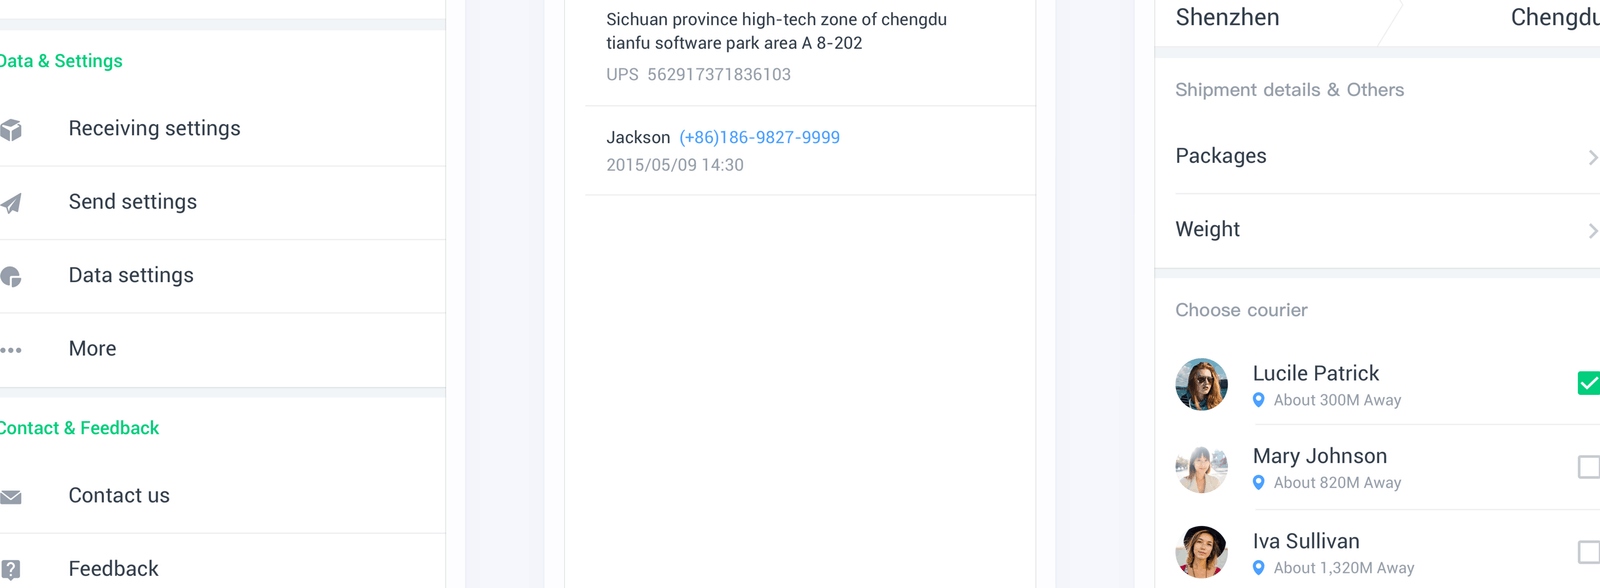 Data & Settings
Receiving settings
Send settings
Data settings
More
Contact & Feedback
Contact us
Feedback
Sichuan province high-tech zone of chengdu
tianfu software park area A 8-202
UPS 562917371836103
Jackson (+86)186-9827-9999
2015/05/09 14:30
Shenzhen
Chengdu
Shipment details & Others
Packages
Weight
Choose courier
Lucile Patrick
About 300M Away
Mary Johnson
About 820M Away
Iva Sullivan
About 1,320M Away